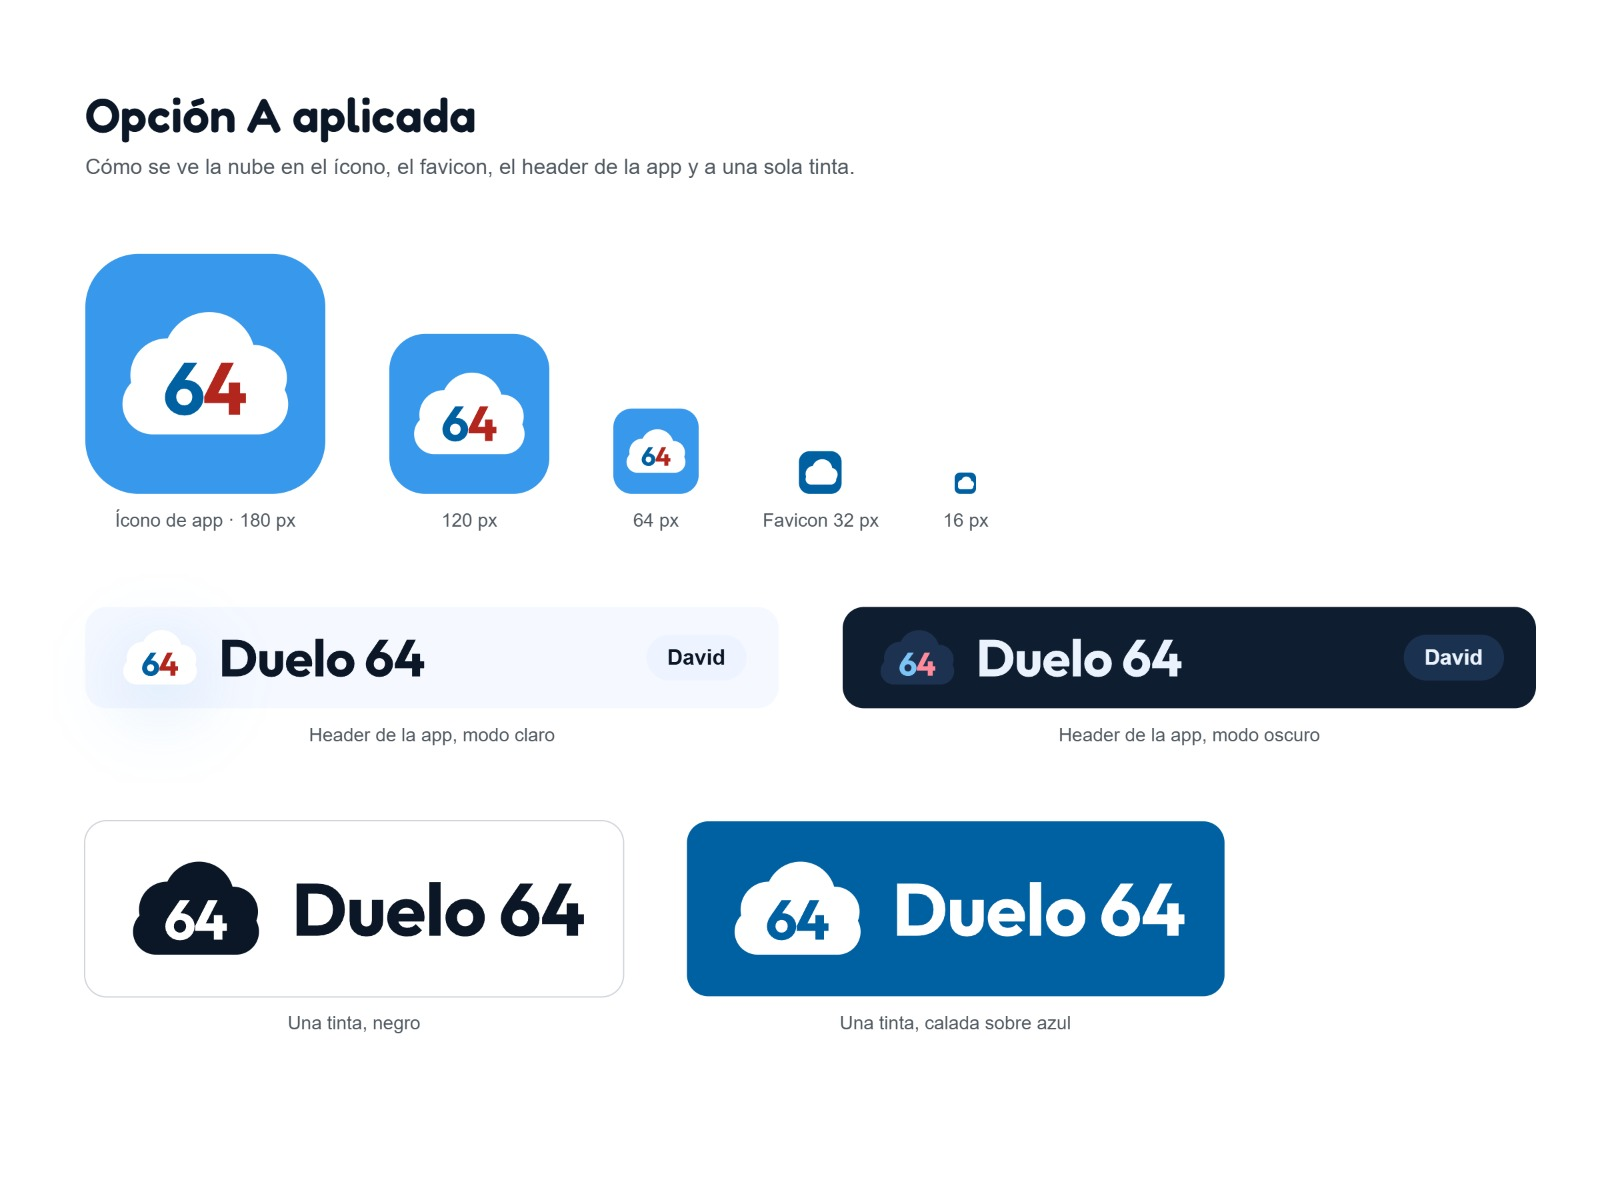 Opción A aplicada
Cómo se ve la nube en el ícono, el favicon, el header de la app y a una sola tinta.
64
64
64
Ícono de app · 180 px
120 px
64 px
Favicon 32 px
16 px
64 Duelo 64 David
64 Duelo 64 David
Header de la app, modo claro
Header de la app, modo oscuro
64 Duelo 64
64 Duelo 64
Una tinta, negro
Una tinta, calada sobre azul